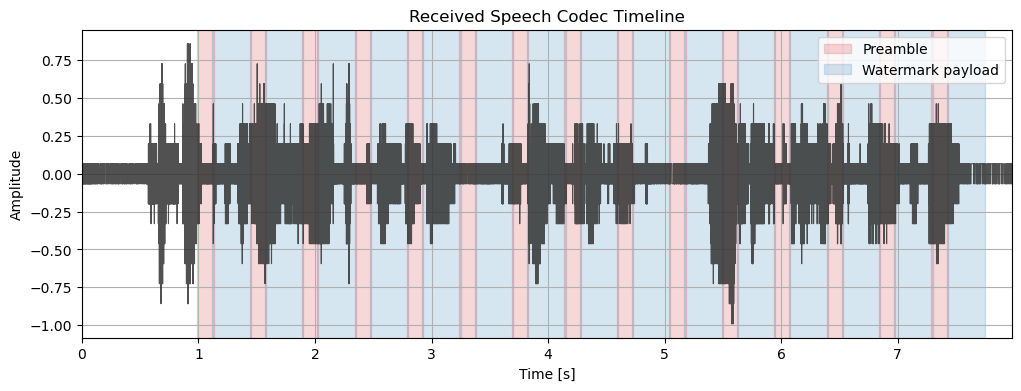 Received Speech Codec Timeline
Preamble
Watermark payload
Amplitude
0.75
0.50
0.25
0.00
−0.25
−0.50
−0.75
−1.00
0 1 2 3 4 5 6 7
Time [s]